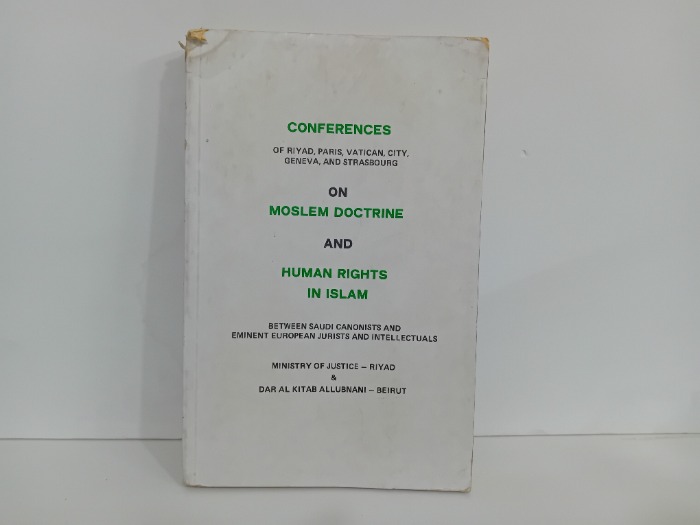 CONFERENCES
OF RIYAD, PARIS, VATICAN, CITY,
GENEVA, AND STRASBOURG
ON
MOSLEM DOCTRINE
AND
HUMAN RIGHTS
IN ISLAM
BETWEEN SAUDI CANONISTS AND
EMINENT EUROPEAN JURISTS AND INTELLECTUALS
MINISTRY OF JUSTICE – RIYAD
&
DAR AL KITAB ALLUBNANI – BEIRUT